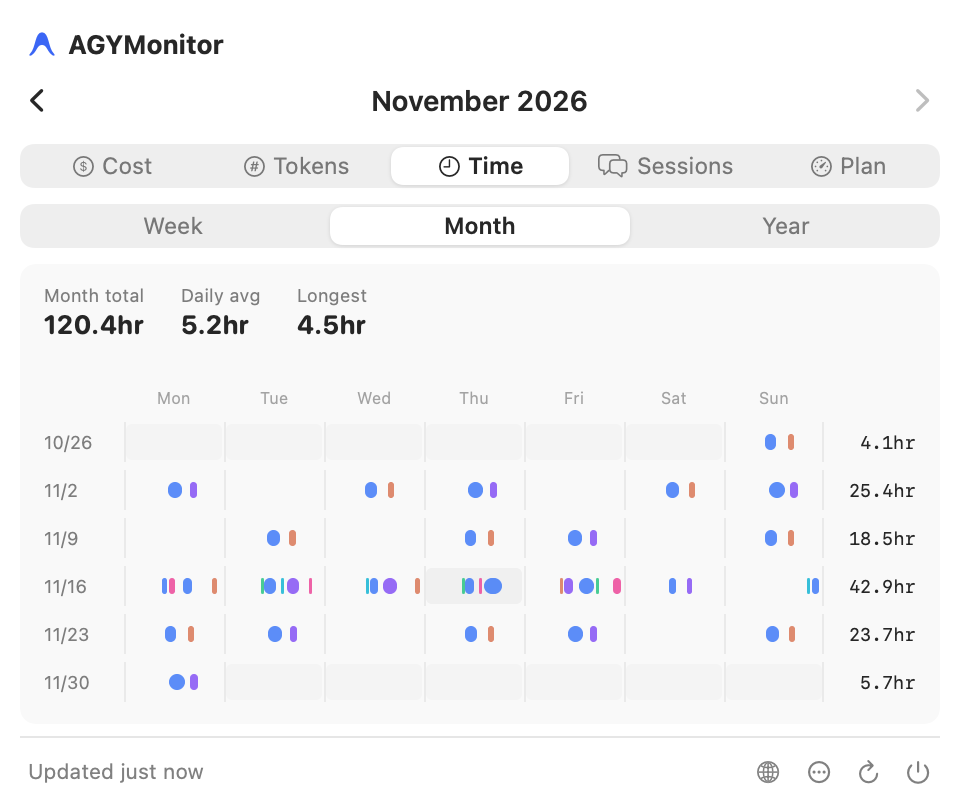 AGYMonitor
November 2026
Cost Tokens Time Sessions Plan
Week Month Year
Month total Daily avg Longest
120.4hr 5.2hr 4.5hr
Mon Tue Wed Thu Fri Sat Sun
10/26 4.1hr
11/2 25.4hr
11/9 18.5hr
11/16 42.9hr
11/23 23.7hr
11/30 5.7hr
Updated just now